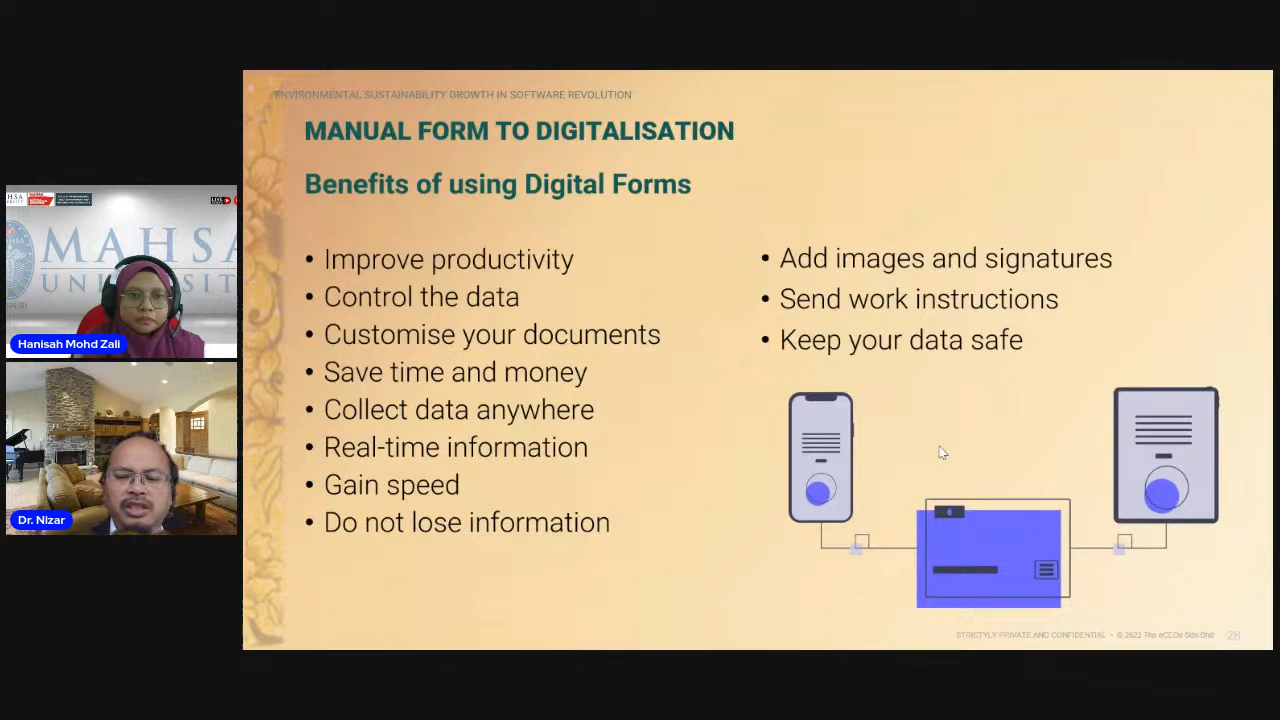 ENVIRONMENTAL SUSTAINABILITY GROWTH IN SOFTWARE REVOLUTION
MANUAL FORM TO DIGITALISATION
Benefits of using Digital Forms
• Improve productivity
• Control the data
• Customise your documents
• Save time and money
• Collect data anywhere
• Real-time information
• Gain speed
• Do not lose information
• Add images and signatures
• Send work instructions
• Keep your data safe
STRICTYLY PRIVATE AND CONFIDENTIAL • © 2022 The eCEOs Sdn Bhd 28
MAHSA
UNI
Hanisah Mohd Zali
Dr. Nizar